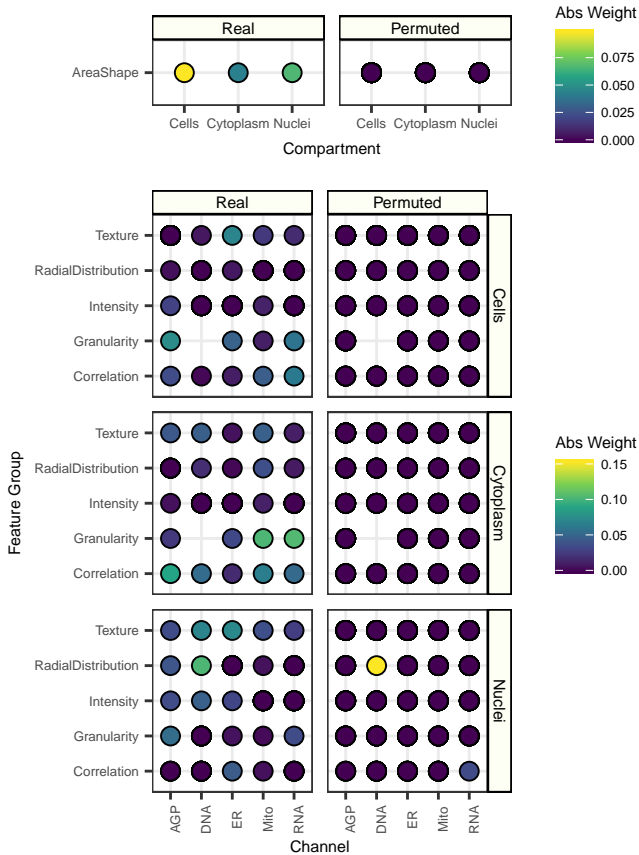 Real Permuted
AreaShape
Cells Cytoplasm Nuclei Cells Cytoplasm Nuclei
Compartment
Abs Weight
0.075
0.050
0.025
0.000
Real Permuted
Feature Group
Texture
RadialDistribution
Intensity
Granularity
Correlation
Cells
Texture
RadialDistribution
Intensity
Granularity
Correlation
Cytoplasm
Texture
RadialDistribution
Intensity
Granularity
Correlation
Nuclei
AGP DNA ER Mito RNA AGP DNA ER Mito RNA
Channel
Abs Weight
0.15
0.10
0.05
0.00